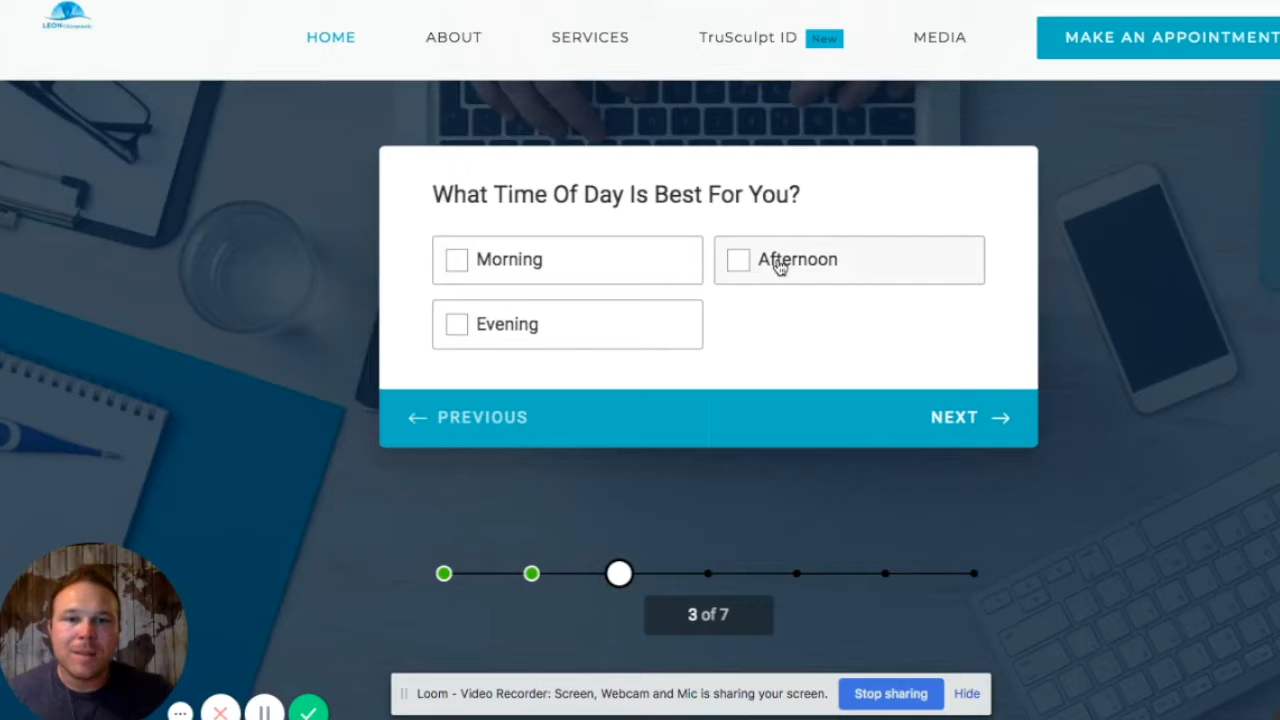 LEON Chiropractic
HOME
ABOUT
SERVICES
TruSculpt ID New
MEDIA
MAKE AN APPOINTMENT
What Time Of Day Is Best For You?
Morning
Afternoon
Evening
← PREVIOUS
NEXT →
3 of 7
Loom - Video Recorder: Screen, Webcam and Mic is sharing your screen.
Stop sharing
Hide